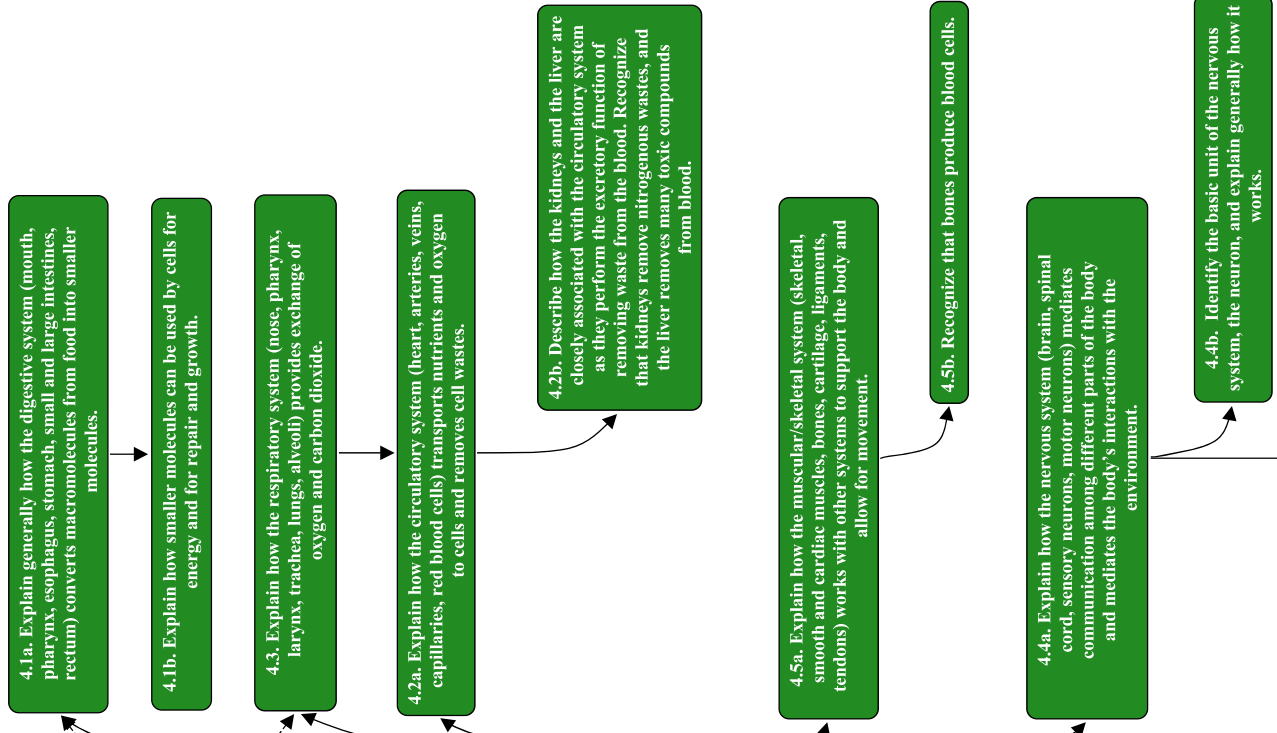 4.1a. Explain generally how the digestive system (mouth,
pharynx, esophagus, stomach, small and large intestines,
rectum) converts macromolecules from food into smaller
molecules.
4.1b. Explain how smaller molecules can be used by cells for
energy and for repair and growth.
4.3. Explain how the respiratory system (nose, pharynx,
larynx, trachea, lungs, alveoli) provides exchange of
oxygen and carbon dioxide.
4.2a. Explain how the circulatory system (heart, arteries, veins,
capillaries, red blood cells) transports nutrients and oxygen
to cells and removes cell wastes.
4.2b. Describe how the kidneys and the liver are
closely associated with the circulatory system
as they perform the excretory function of
removing waste from the blood. Recognize
that kidneys remove nitrogenous wastes, and
the liver removes many toxic compounds
from blood.
4.5a. Explain how the muscular/skeletal system (skeletal,
smooth and cardiac muscles, bones, cartilage, ligaments,
tendons) works with other systems to support the body and
allow for movement.
4.5b. Recognize that bones produce blood cells.
4.4a. Explain how the nervous system (brain, spinal
cord, sensory neurons, motor neurons) mediates
communication among different parts of the body
and mediates the body’s interactions with the
environment.
4.4b. Identify the basic unit of the nervous
system, the neuron, and explain generally how it
works.